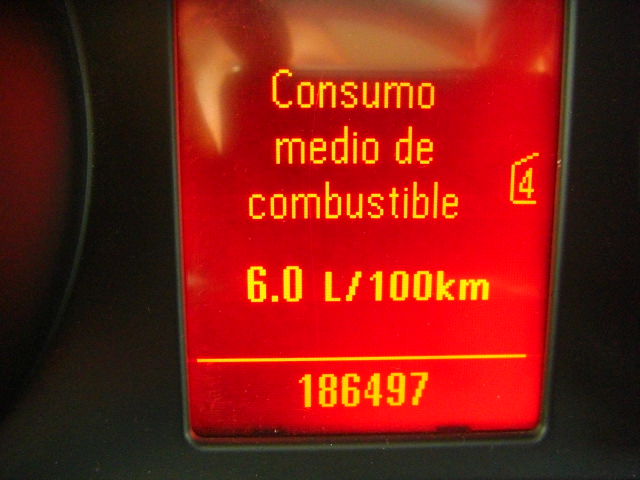 Consumo
medio de
combustible
4
6.0 L/100km
186497